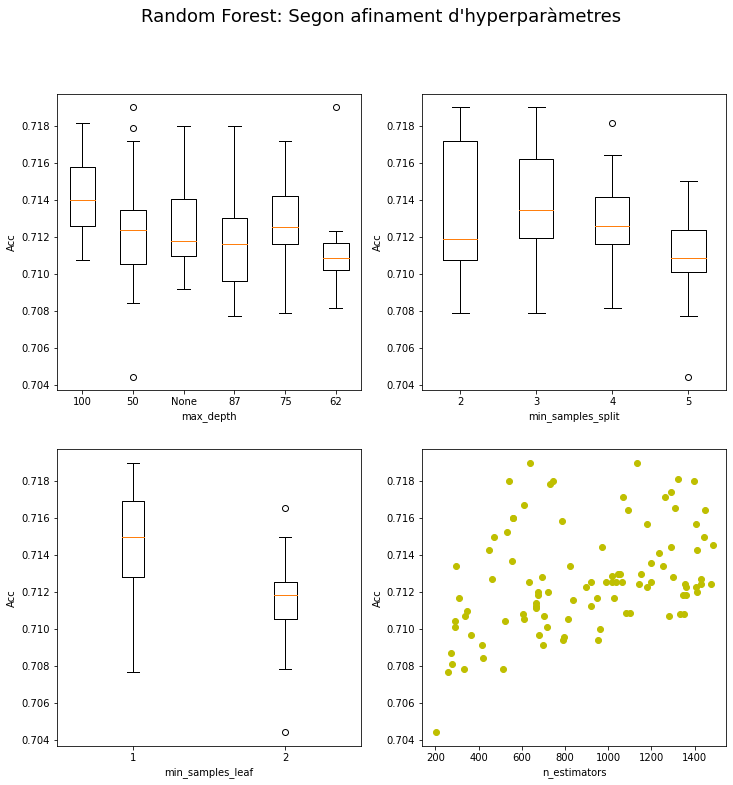 Random Forest: Segon afinament d'hyperparàmetres
0.718
0.716
0.714
0.712
0.710
0.708
0.706
0.704
Acc
100 50 None 87 75 62
max_depth
0.718
0.716
0.714
0.712
0.710
0.708
0.706
0.704
Acc
2 3 4 5
min_samples_split
0.718
0.716
0.714
0.712
0.710
0.708
0.706
0.704
Acc
1 2
min_samples_leaf
0.718
0.716
0.714
0.712
0.710
0.708
0.706
0.704
Acc
200 400 600 800 1000 1200 1400
n_estimators